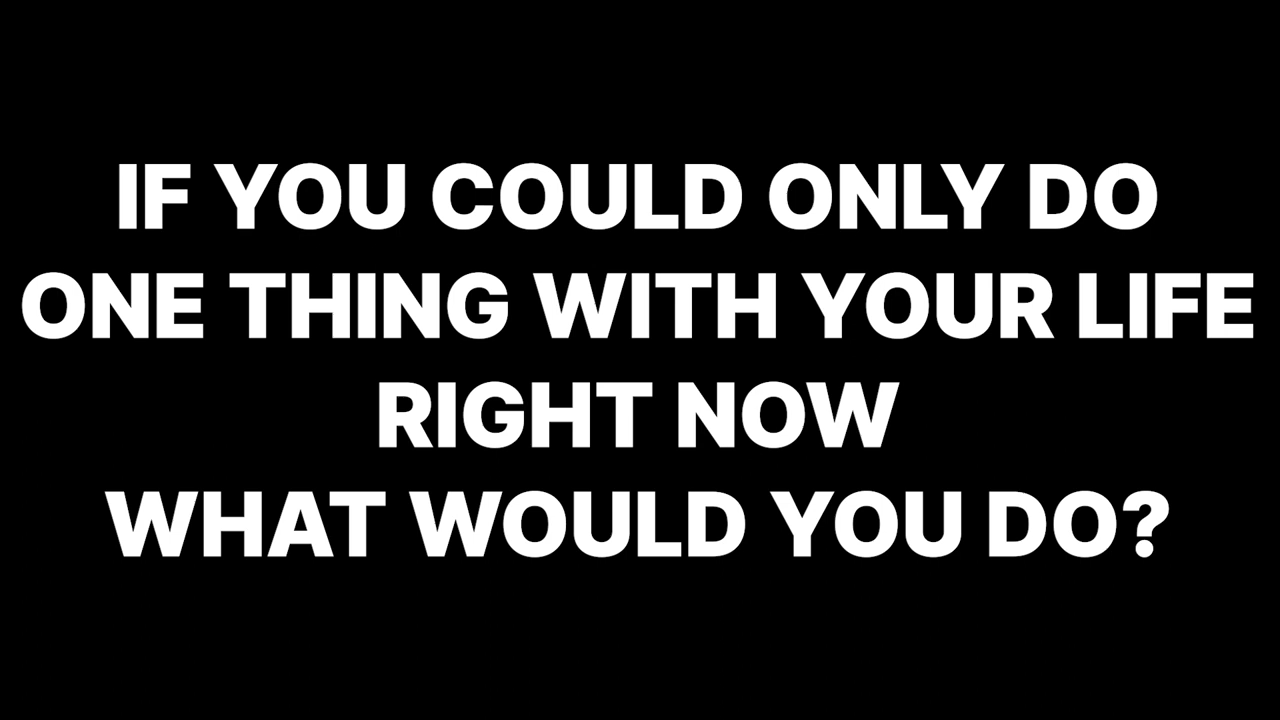 IF YOU COULD ONLY DO
ONE THING WITH YOUR LIFE
RIGHT NOW
WHAT WOULD YOU DO?